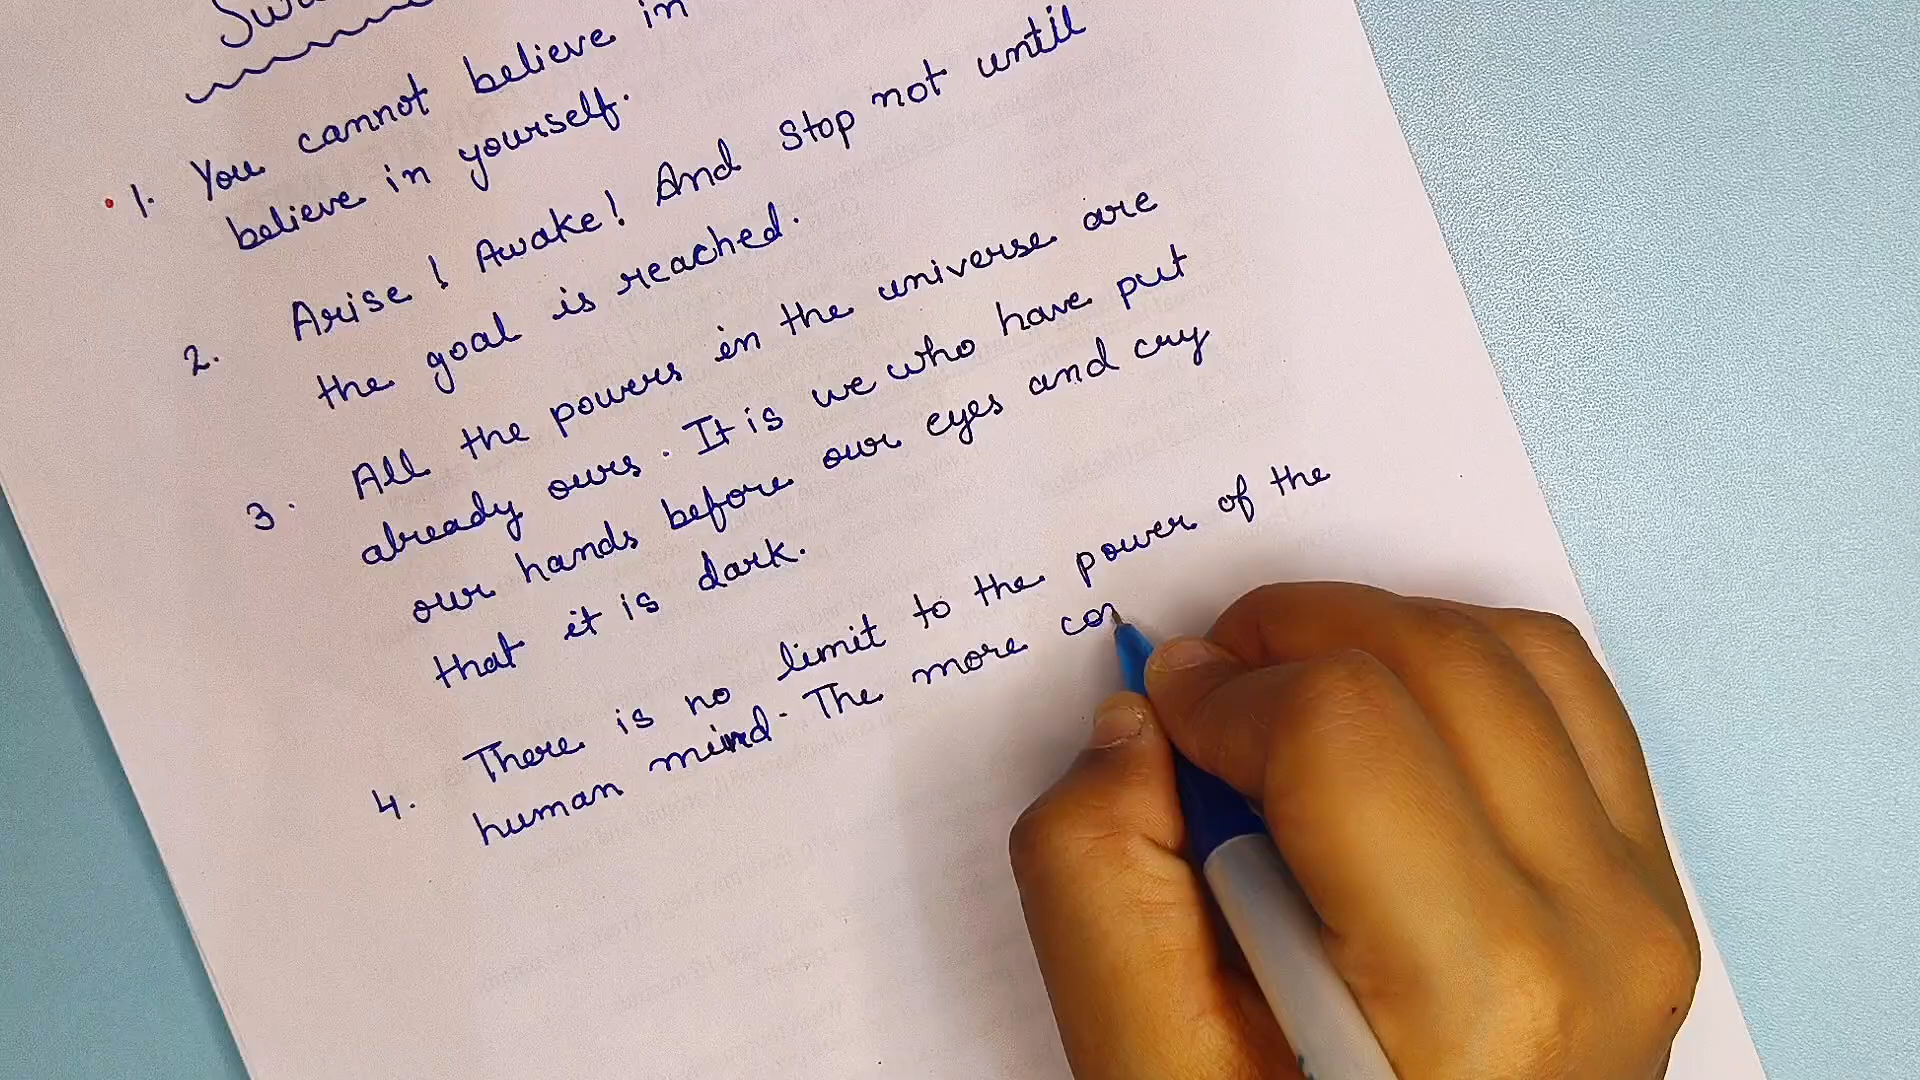 Swa
1. You cannot believe in
believe in yourself.
2. Arise! Awake! And Stop not until
the goal is reached.
3. All the powers in the universe are
already ours. It is we who have put
our hands before our eyes and cry
that it is dark.
4. There is no limit to the power of the
human mind. The more con